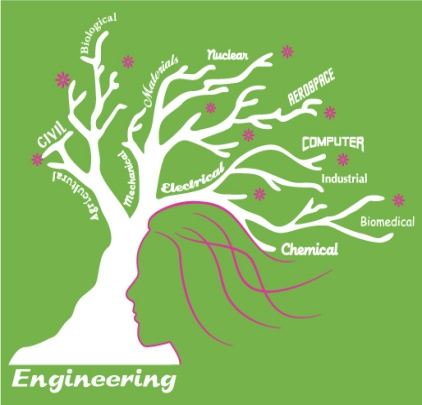 Biological
Materials
Nuclear
AEROSPACE
CIVIL
COMPUTER
Agricultural
Mechanical
Electrical
Industrial
Biomedical
Chemical
Engineering